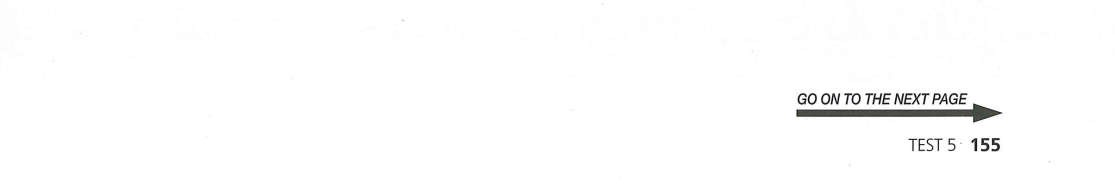 GO ON TO THE NEXT PAGE
TEST 5 155